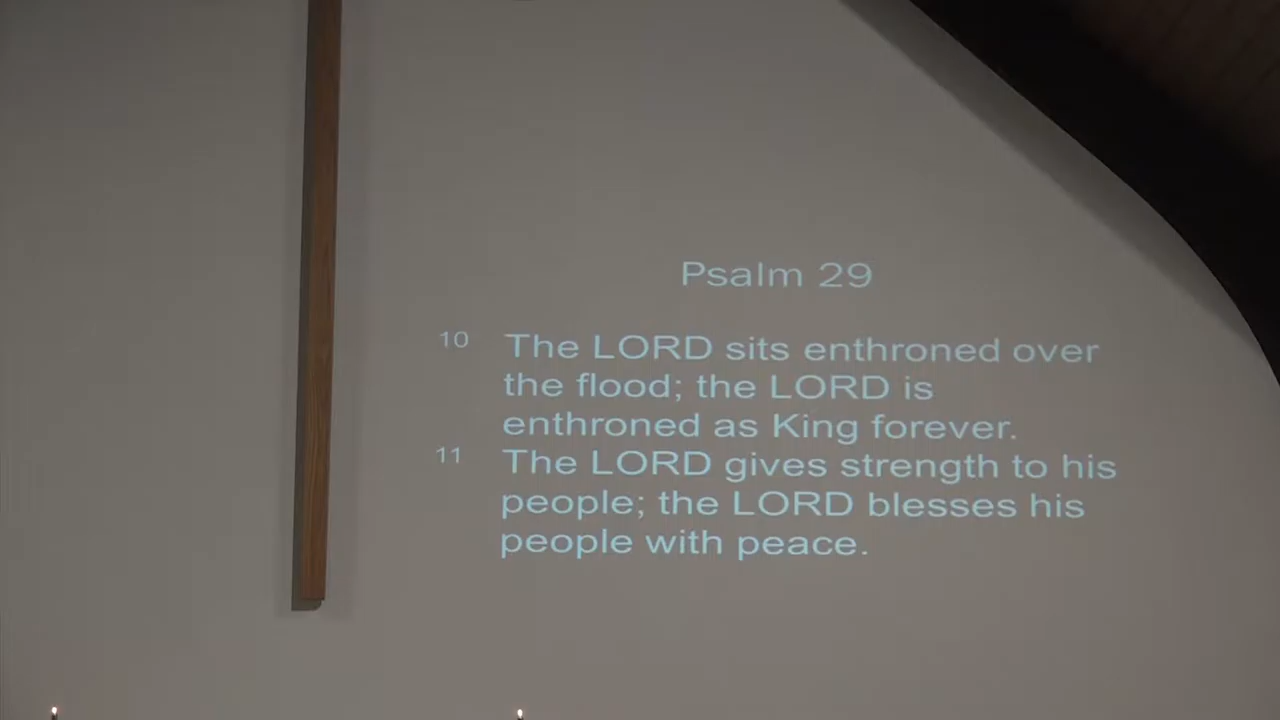 Psalm 29
10 The LORD sits enthroned over
the flood; the LORD is
enthroned as King forever.
11 The LORD gives strength to his
people; the LORD blesses his
people with peace.